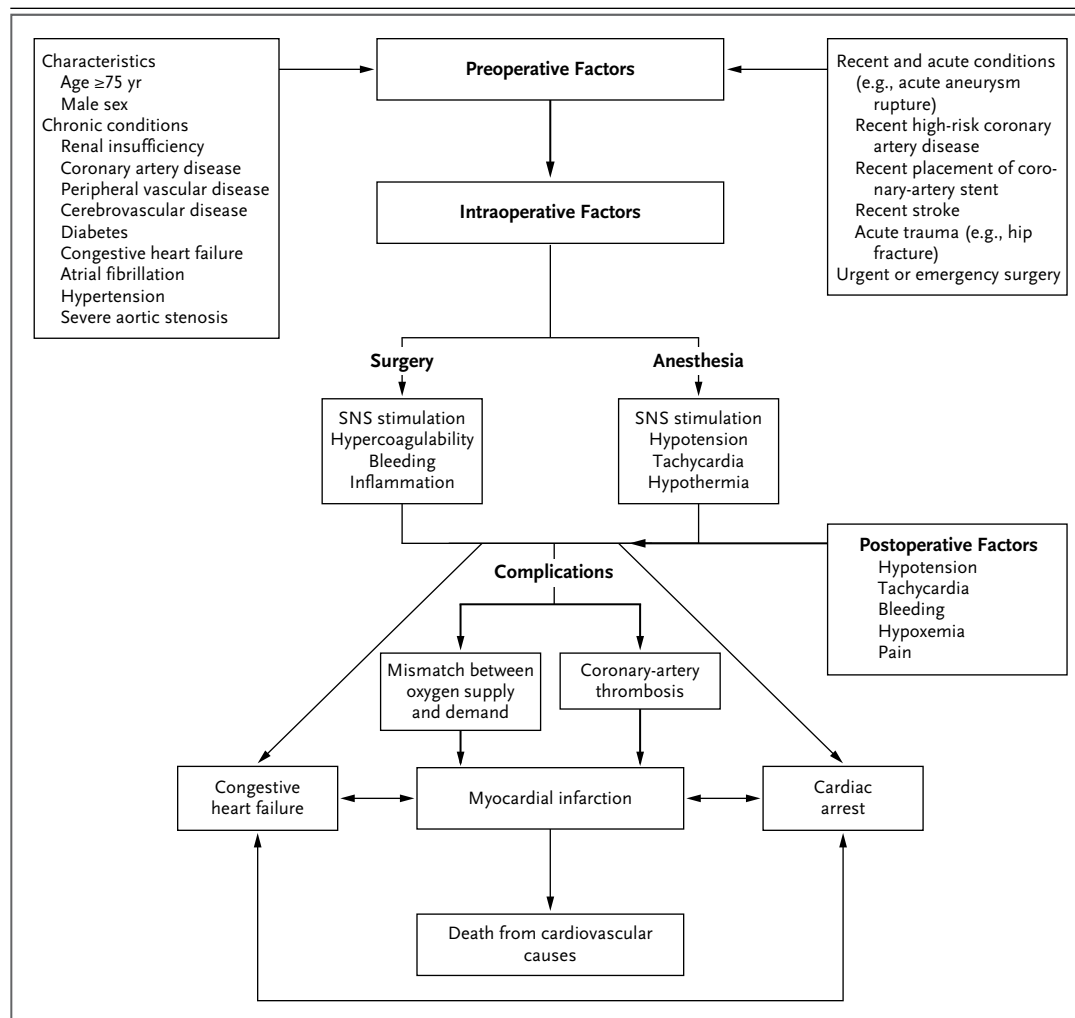 Characteristics
Age ≥75 yr
Male sex
Chronic conditions
Renal insufficiency
Coronary artery disease
Peripheral vascular disease
Cerebrovascular disease
Diabetes
Congestive heart failure
Atrial fibrillation
Hypertension
Severe aortic stenosis
Preoperative Factors
Recent and acute conditions
(e.g., acute aneurysm
rupture)
Recent high-risk coronary
artery disease
Recent placement of coro-
nary-artery stent
Recent stroke
Acute trauma (e.g., hip
fracture)
Urgent or emergency surgery
Intraoperative Factors
Surgery
Anesthesia
SNS stimulation
Hypercoagulability
Bleeding
Inflammation
SNS stimulation
Hypotension
Tachycardia
Hypothermia
Postoperative Factors
Hypotension
Tachycardia
Bleeding
Hypoxemia
Pain
Complications
Mismatch between
oxygen supply
and demand
Coronary-artery
thrombosis
Congestive
heart failure
Myocardial infarction
Cardiac
arrest
Death from cardiovascular
causes